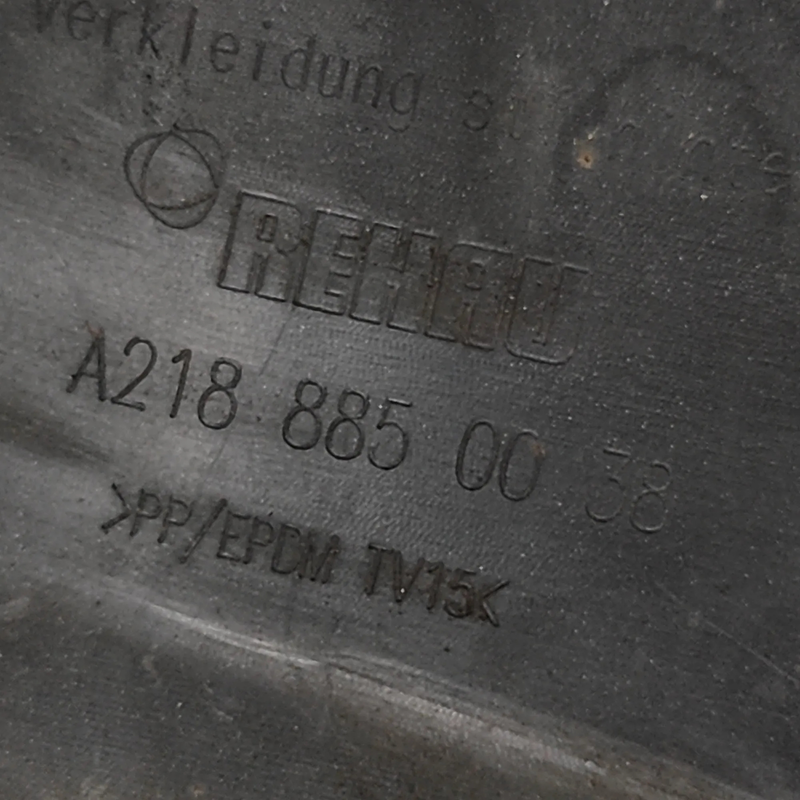 verkleidung
REHAU
A218 885 00 38
>PP/EPDM TV15<